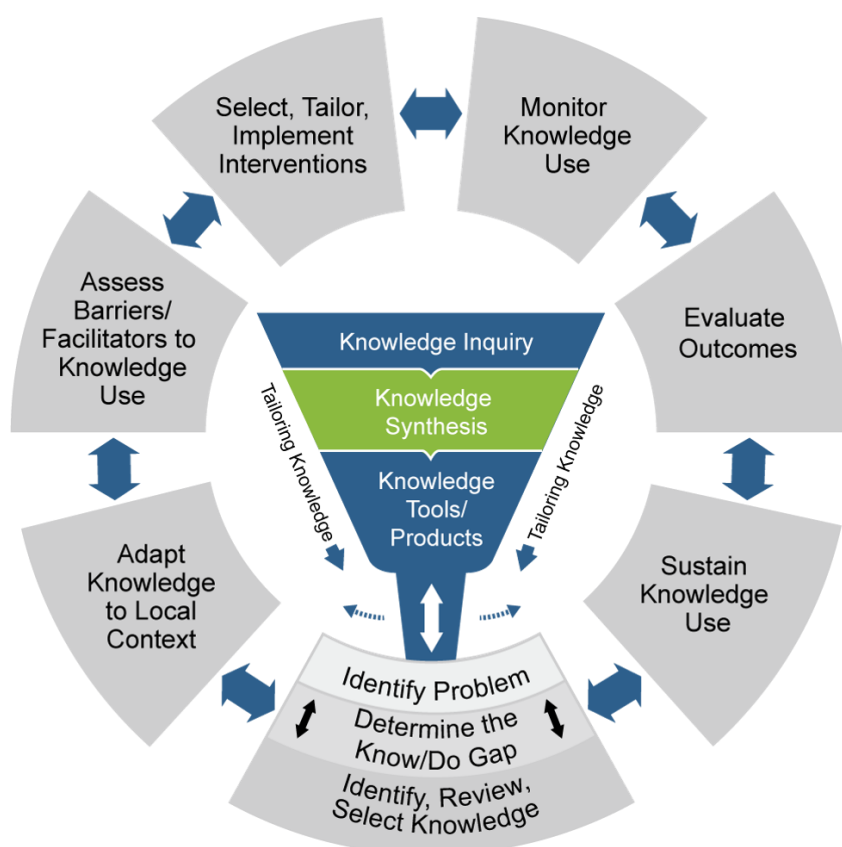 Select, Tailor,
Implement
Interventions
Monitor
Knowledge
Use
Assess
Barriers/
Facilitators to
Knowledge
Use
Evaluate
Outcomes
Knowledge Inquiry
Knowledge
Synthesis
Knowledge
Tools/
Products
Tailoring Knowledge
Tailoring Knowledge
Adapt
Knowledge
to Local
Context
Sustain
Knowledge
Use
Identify Problem
Determine the
Know/Do Gap
Identify, Review,
Select Knowledge